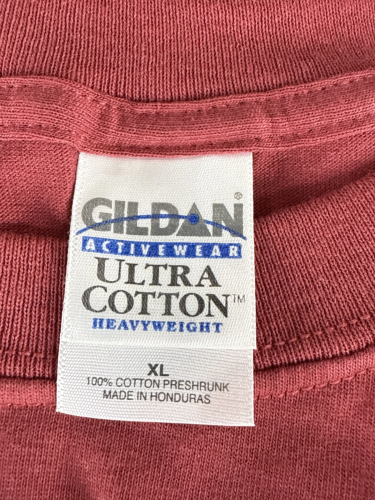 GILDAN®
ACTIVEWEAR
ULTRA
COTTON™
HEAVYWEIGHT
XL
100% COTTON PRESHRUNK
MADE IN HONDURAS